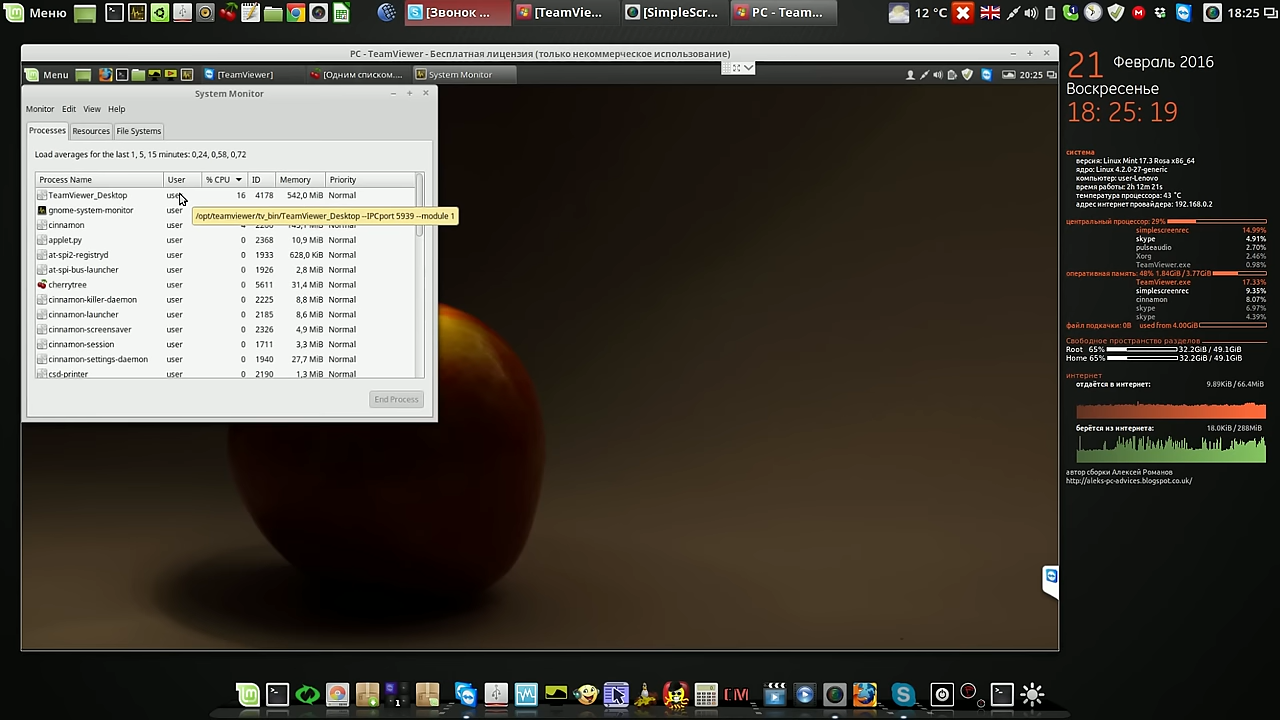 Меню
[Звонок ...
[TeamVie...
[SimpleScr...
PC - Team...
12 °C
18:25
PC - TeamViewer - Бесплатная лицензия (только некоммерческое использование)
Menu
[TeamViewer]
[Одним списком....
System Monitor
20:25
System Monitor
Monitor Edit View Help
Processes Resources File Systems
Load averages for the last 1, 5, 15 minutes: 0,24, 0,58, 0,72
Process Name User % CPU ID Memory Priority
TeamViewer_Desktop user 16 4178 542,0 MiB Normal
gnome-system-monitor user
/opt/teamviewer/tv_bin/TeamViewer_Desktop --IPCport 5939 --module 1
cinnamon user Normal
applet.py user 0 2368 10,9 MiB Normal
at-spi2-registryd user 0 1933 628,0 KiB Normal
at-spi-bus-launcher user 0 1926 2,8 MiB Normal
cherrytree user 0 5611 31,4 MiB Normal
cinnamon-killer-daemon user 0 2225 8,8 MiB Normal
cinnamon-launcher user 0 2185 8,6 MiB Normal
cinnamon-screensaver user 0 2326 4,9 MiB Normal
cinnamon-session user 0 1711 3,3 MiB Normal
cinnamon-settings-daemon user 0 1940 27,7 MiB Normal
csd-printer user 0 2190 1,3 MiB Normal
End Process
21 Февраль 2016
Воскресенье
18: 25: 19
система
версия: Linux Mint 17.3 Rosa x86_64
ядро: Linux 4.2.0-27-generic
компьютер: user-Lenovo
время работы: 2h 12m 21s
температура процессора: 43 °C
адрес интернет провайдера: 192.168.0.2
центральный процессор: 29%
simplescreenrec 14.99%
skype 4.91%
pulseaudio 2.70%
Xorg 2.46%
TeamViewer.exe 0.98%
оперативная память: 48% 1.84GiB / 3.77GiB
TeamViewer.exe 17.33%
simplescreenrec 9.35%
cinnamon 8.07%
skype 6.97%
skype 4.39%
файл подкачки: 0B used from 4.00GiB
Свободное пространство разделов
Root 65% 32.2GiB / 49.1GiB
Home 65% 32.2GiB / 49.1GiB
интернет
отдаётся в интернет: 9.89KiB / 66.4MiB
берётся из интернета: 18.0KiB / 288MiB
автор сборки Алексей Романов
http://aleks-pc-advices.blogspot.co.uk/